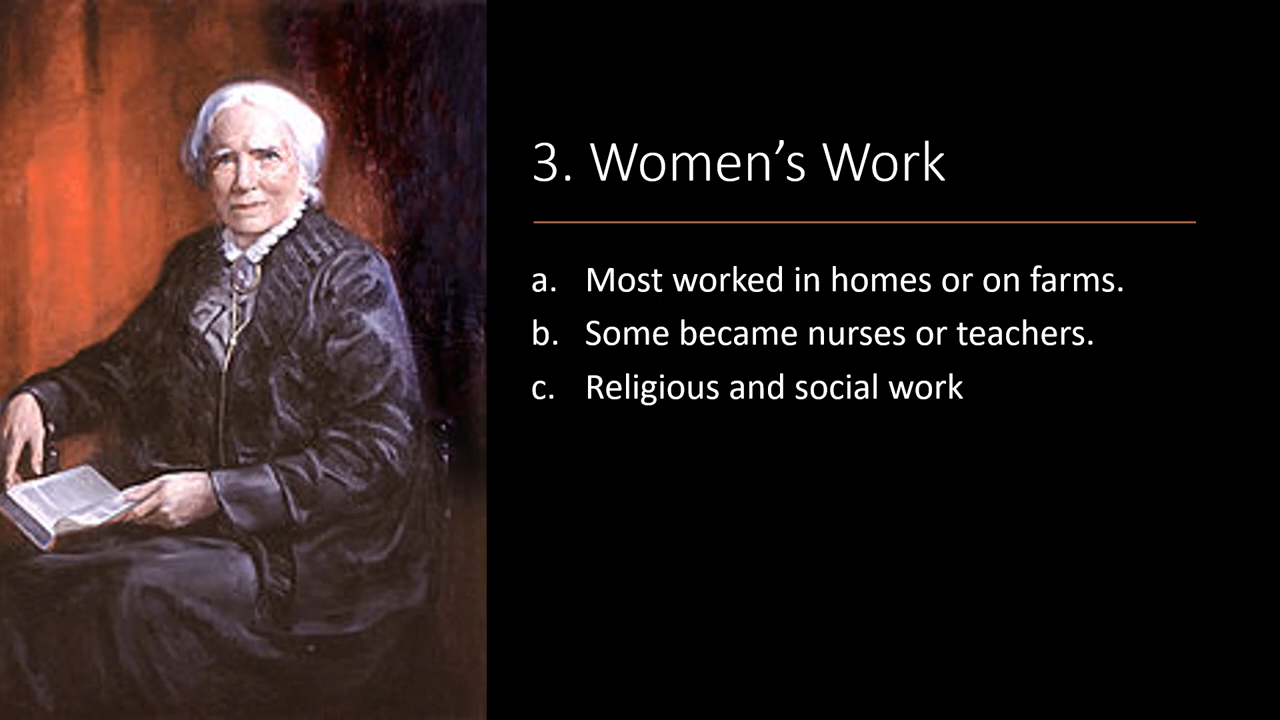 3. Women’s Work
a. Most worked in homes or on farms.
b. Some became nurses or teachers.
c. Religious and social work